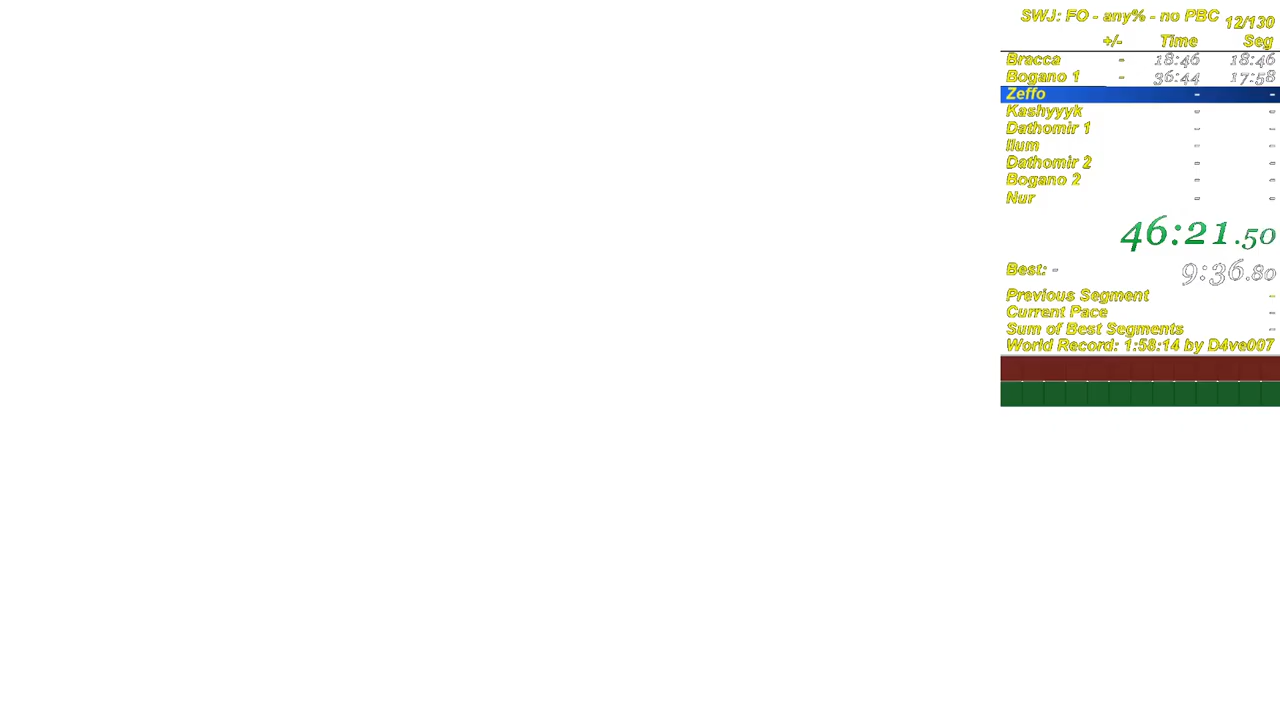 SWJ: FO - any% - no PBC 12/130
+/- Time Seg
Bracca - 18:46 18:46
Bogano 1 - 36:44 17:58
Zeffo - -
Kashyyyk - -
Dathomir 1 - -
Ilum - -
Dathomir 2 - -
Bogano 2 - -
Nur - -
46:21.50
Best: - 9:36.80
Previous Segment -
Current Pace -
Sum of Best Segments -
World Record: 1:58:14 by D4ve007